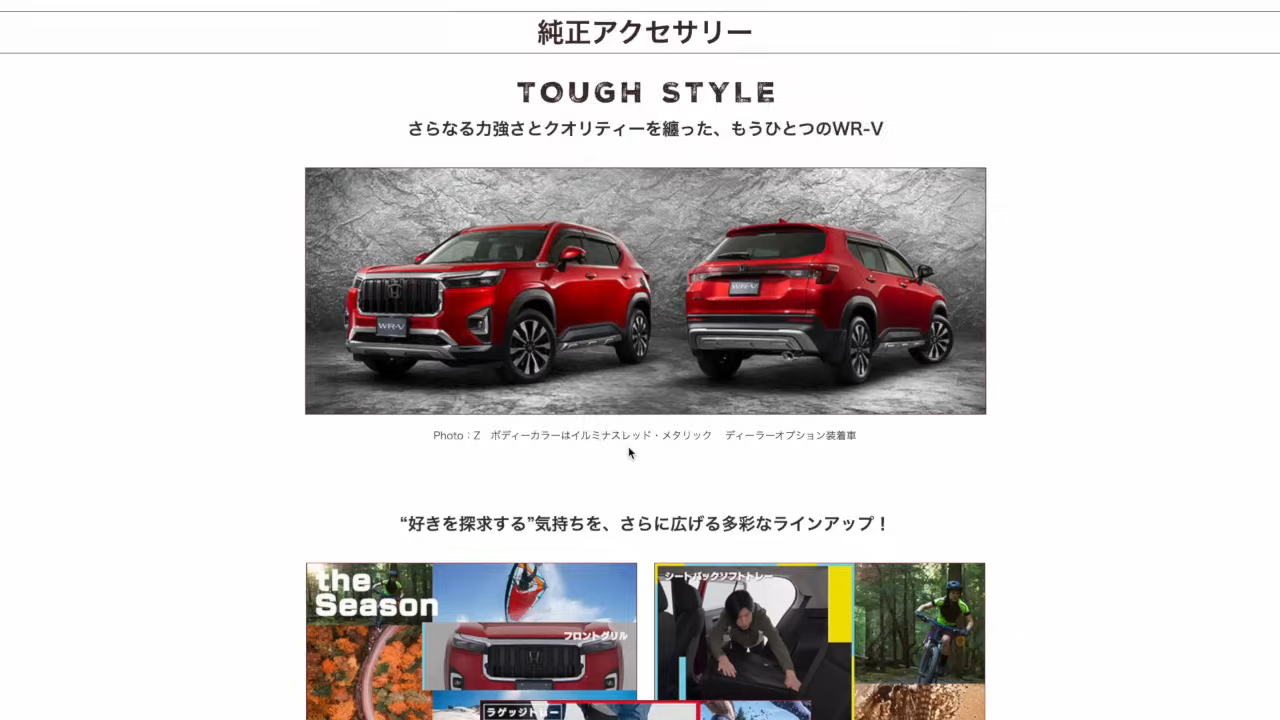 純正アクセサリー
TOUGH STYLE
さらなる力強さとクオリティーを纏った、もうひとつのWR-V
WR-V
WR-V
Photo：Z　ボディーカラーはイルミナスレッド・メタリック　ディーラーオプション装着車
“好きを探求する”気持ちを、さらに広げる多彩なラインアップ！
the
Season
フロントグリル
ラゲッジトレー
シートバックソフトトレー